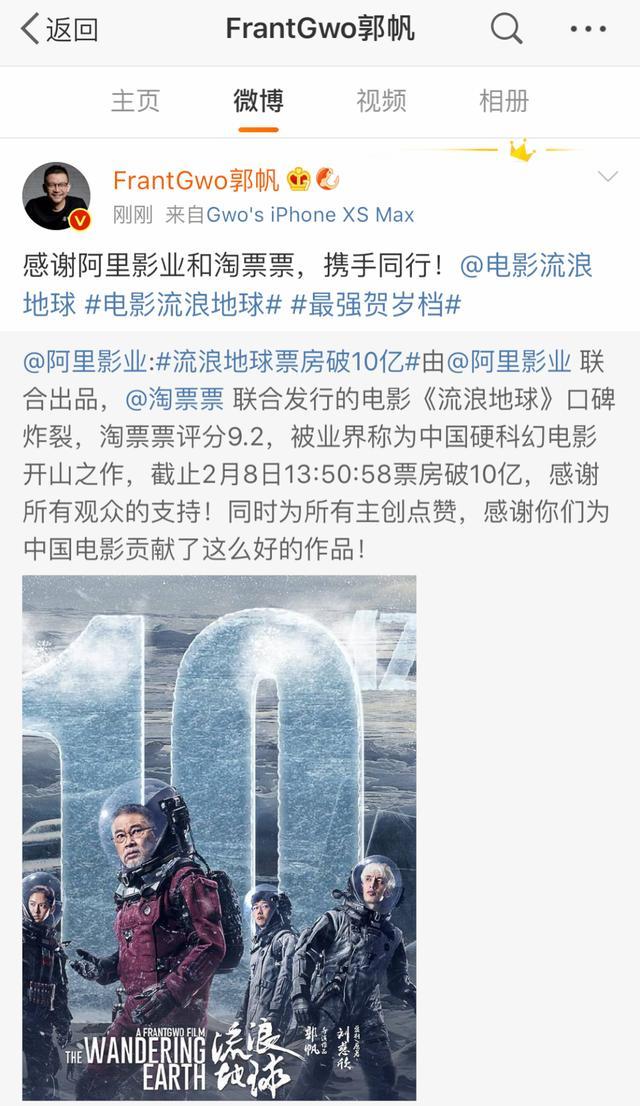 返回
FrantGwo郭帆
主页
微博
视频
相册
FrantGwo郭帆
刚刚 来自Gwo's iPhone XS Max
感谢阿里影业和淘票票，携手同行！@电影流浪
地球 #电影流浪地球# #最强贺岁档#
@阿里影业:#流浪地球票房破10亿#由@阿里影业 联
合出品，@淘票票 联合发行的电影《流浪地球》口碑
炸裂，淘票票评分9.2，被业界称为中国硬科幻电影
开山之作，截止2月8日13:50:58票房破10亿，感谢
所有观众的支持！同时为所有主创点赞，感谢你们为
中国电影贡献了这么好的作品！
10亿
A FRANTGWO FILM
THE WANDERING
EARTH
流浪
地球
郭帆
导演作品
刘慈欣